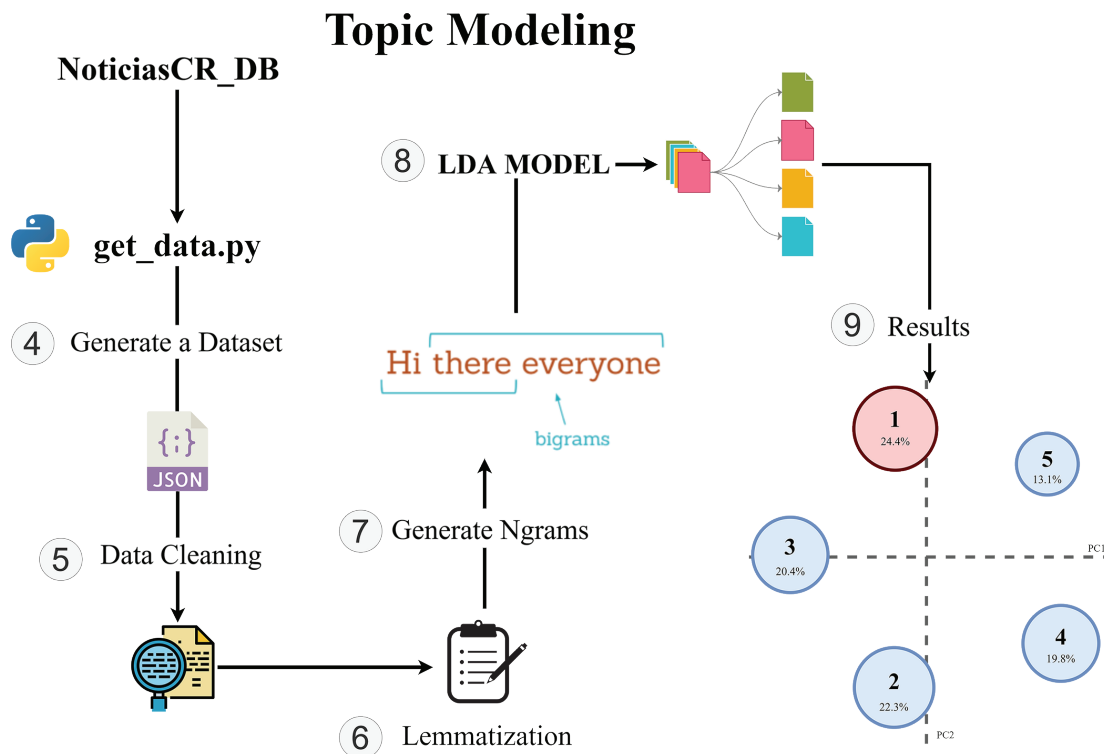 Topic Modeling
NoticiasCR_DB
get_data.py
4 Generate a Dataset
{;}
JSON
5 Data Cleaning
6 Lemmatization
7 Generate Ngrams
Hi there everyone
bigrams
8 LDA MODEL
9 Results
1
24.4%
5
13.1%
3
20.4%
PC1
4
19.8%
2
22.3%
PC2